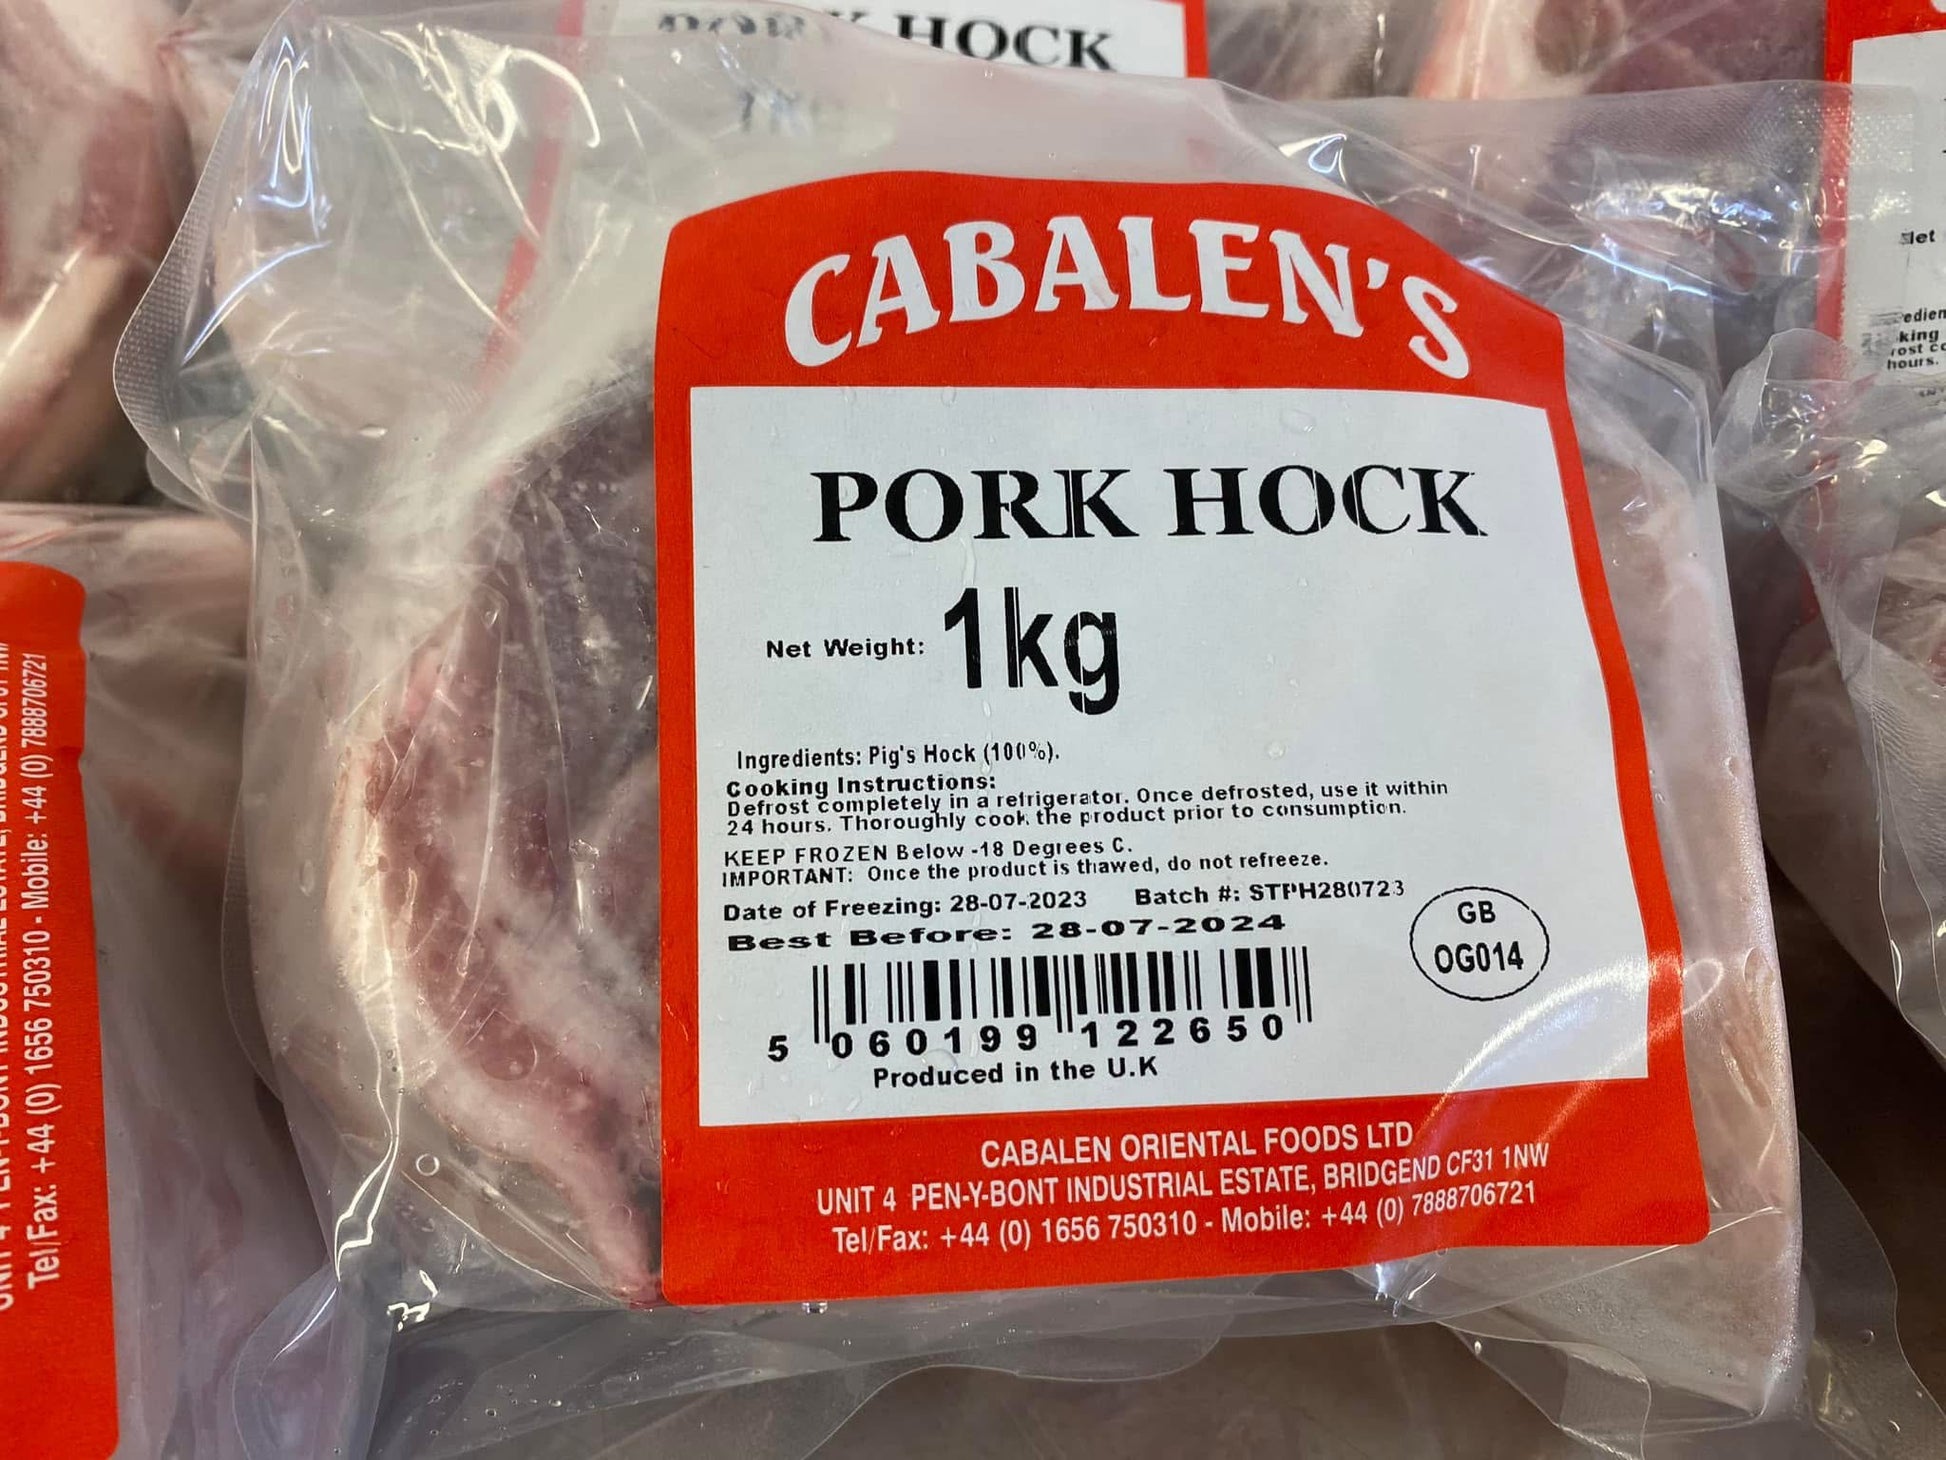 HOCK
CABALEN'S
PORK HOCK
Net Weight: 1kg
Ingredients: Pig's Hock (100%).
Cooking Instructions:
Defrost completely in a refrigerator. Once defrosted, use it within
24 hours. Thoroughly cook the product prior to consumption.
KEEP FROZEN Below -18 Degrees C.
IMPORTANT: Once the product is thawed, do not refreeze.
Date of Freezing: 28-07-2023 Batch #: STPH280723
Best Before: 28-07-2024
GB
OG014
5 060199 122650
Produced in the U.K
CABALEN ORIENTAL FOODS LTD
UNIT 4 PEN-Y-BONT INDUSTRIAL ESTATE, BRIDGEND CF31 1NW
Tel/Fax: +44 (0) 1656 750310 - Mobile: +44 (0) 7888706721
Tel/Fax: +44 (0) 1656 750310 - Mobile: +44 (0) 7888706721
hours.